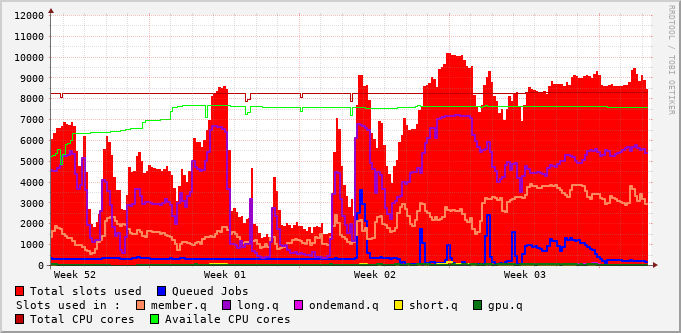 RRDTOOL / TOBI OETIKER
12000
11000
10000
9000
8000
7000
6000
5000
4000
3000
2000
1000
0
Week 52 Week 01 Week 02 Week 03
Total slots used Queued Jobs
Slots used in : member.q long.q ondemand.q short.q gpu.q
Total CPU cores Availale CPU cores